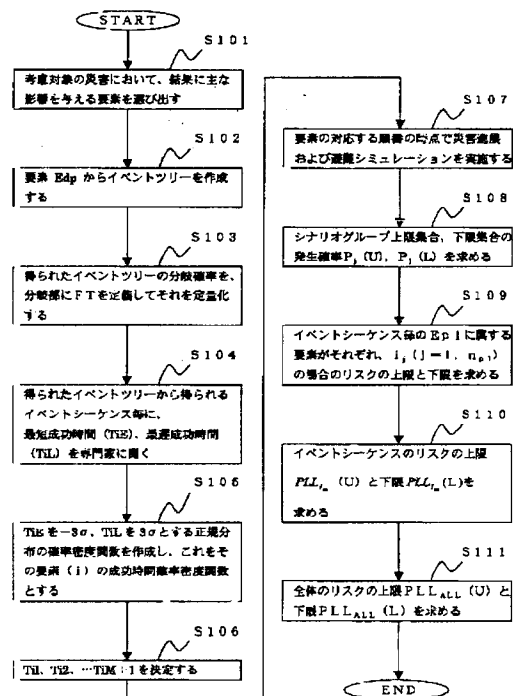 START
S101
考慮対象の災害において、結果に主な
影響を与える要素を選び出す
S102
要素 Edp からイベントツリーを作成
する
S103
得られたイベントツリーの分岐確率を、
分岐部にFTを定義してそれを定量化
する
S104
得られたイベントツリーから得られる
イベントシーケンス毎に、
最短成功時間(TiE)、最遅成功時間
(TiL)を専門家に聞く
S105
TiEを-3σ、TiLを3σとする正規分
布の確率密度関数を作成し、これをそ
の要素(i)の成功時間確率密度関数
とする
S106
Ti1、Ti2、…TiM:1を決定する
S107
要素の対応する順番の時点で災害進展
および避難シミュレーションを実施する
S108
シナリオグループ上限集合、下限集合の
発生確率Pj(U)、Pj(L)を求める
S109
イベントシーケンス毎のEpiに属する
要素がそれぞれ、
の場合のリスクの上限と下限を求める
S110
イベントシーケンスのリスクの上限
(U)と下限 (L)を
求める
S111
全体のリスクの上限PLL_ALL(U)と
下限PLL_ALL(L)を求める
END